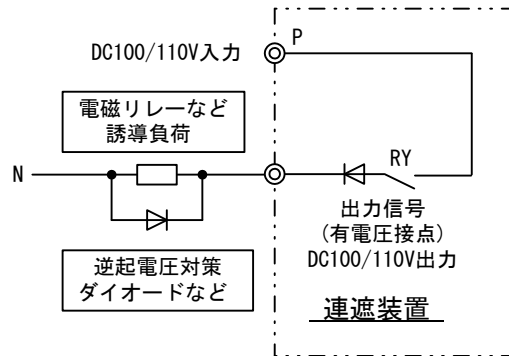 P
DC100/110V入力
電磁リレーなど
誘導負荷
N
RY
出力信号
(有電圧接点)
DC100/110V出力
逆起電圧対策
ダイオードなど
連遮装置